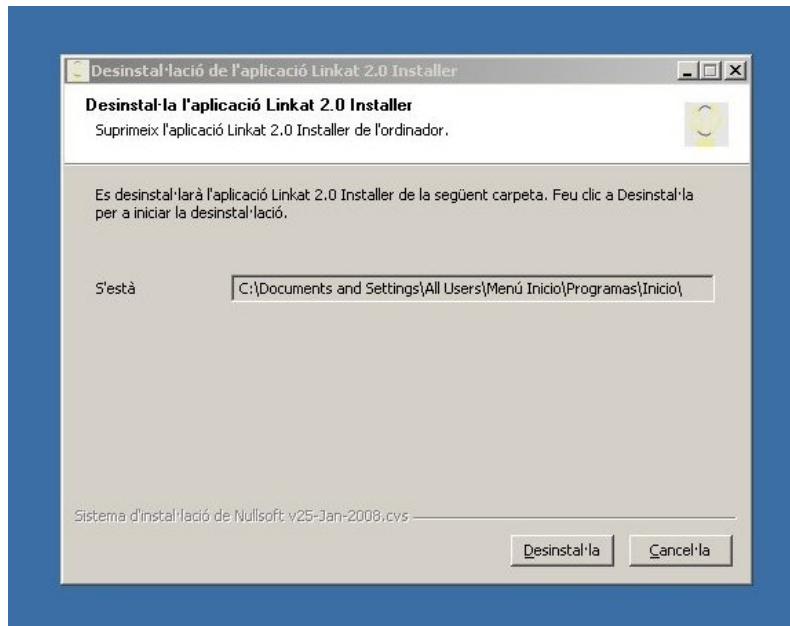 Desinstal·lació de l'aplicació Linkat 2.0 Installer
Desinstal·la l'aplicació Linkat 2.0 Installer
Suprimeix l'aplicació Linkat 2.0 Installer de l'ordinador.
Es desinstal·larà l'aplicació Linkat 2.0 Installer de la següent carpeta. Feu clic a Desinstal·la
per a iniciar la desinstal·lació.
S'està
C:\Documents and Settings\All Users\Menú Inicio\Programas\Inicio\
Sistema d'instal·lació de Nullsoft v25-Jan-2008.cvs
Desinstal·la
Cancel·la